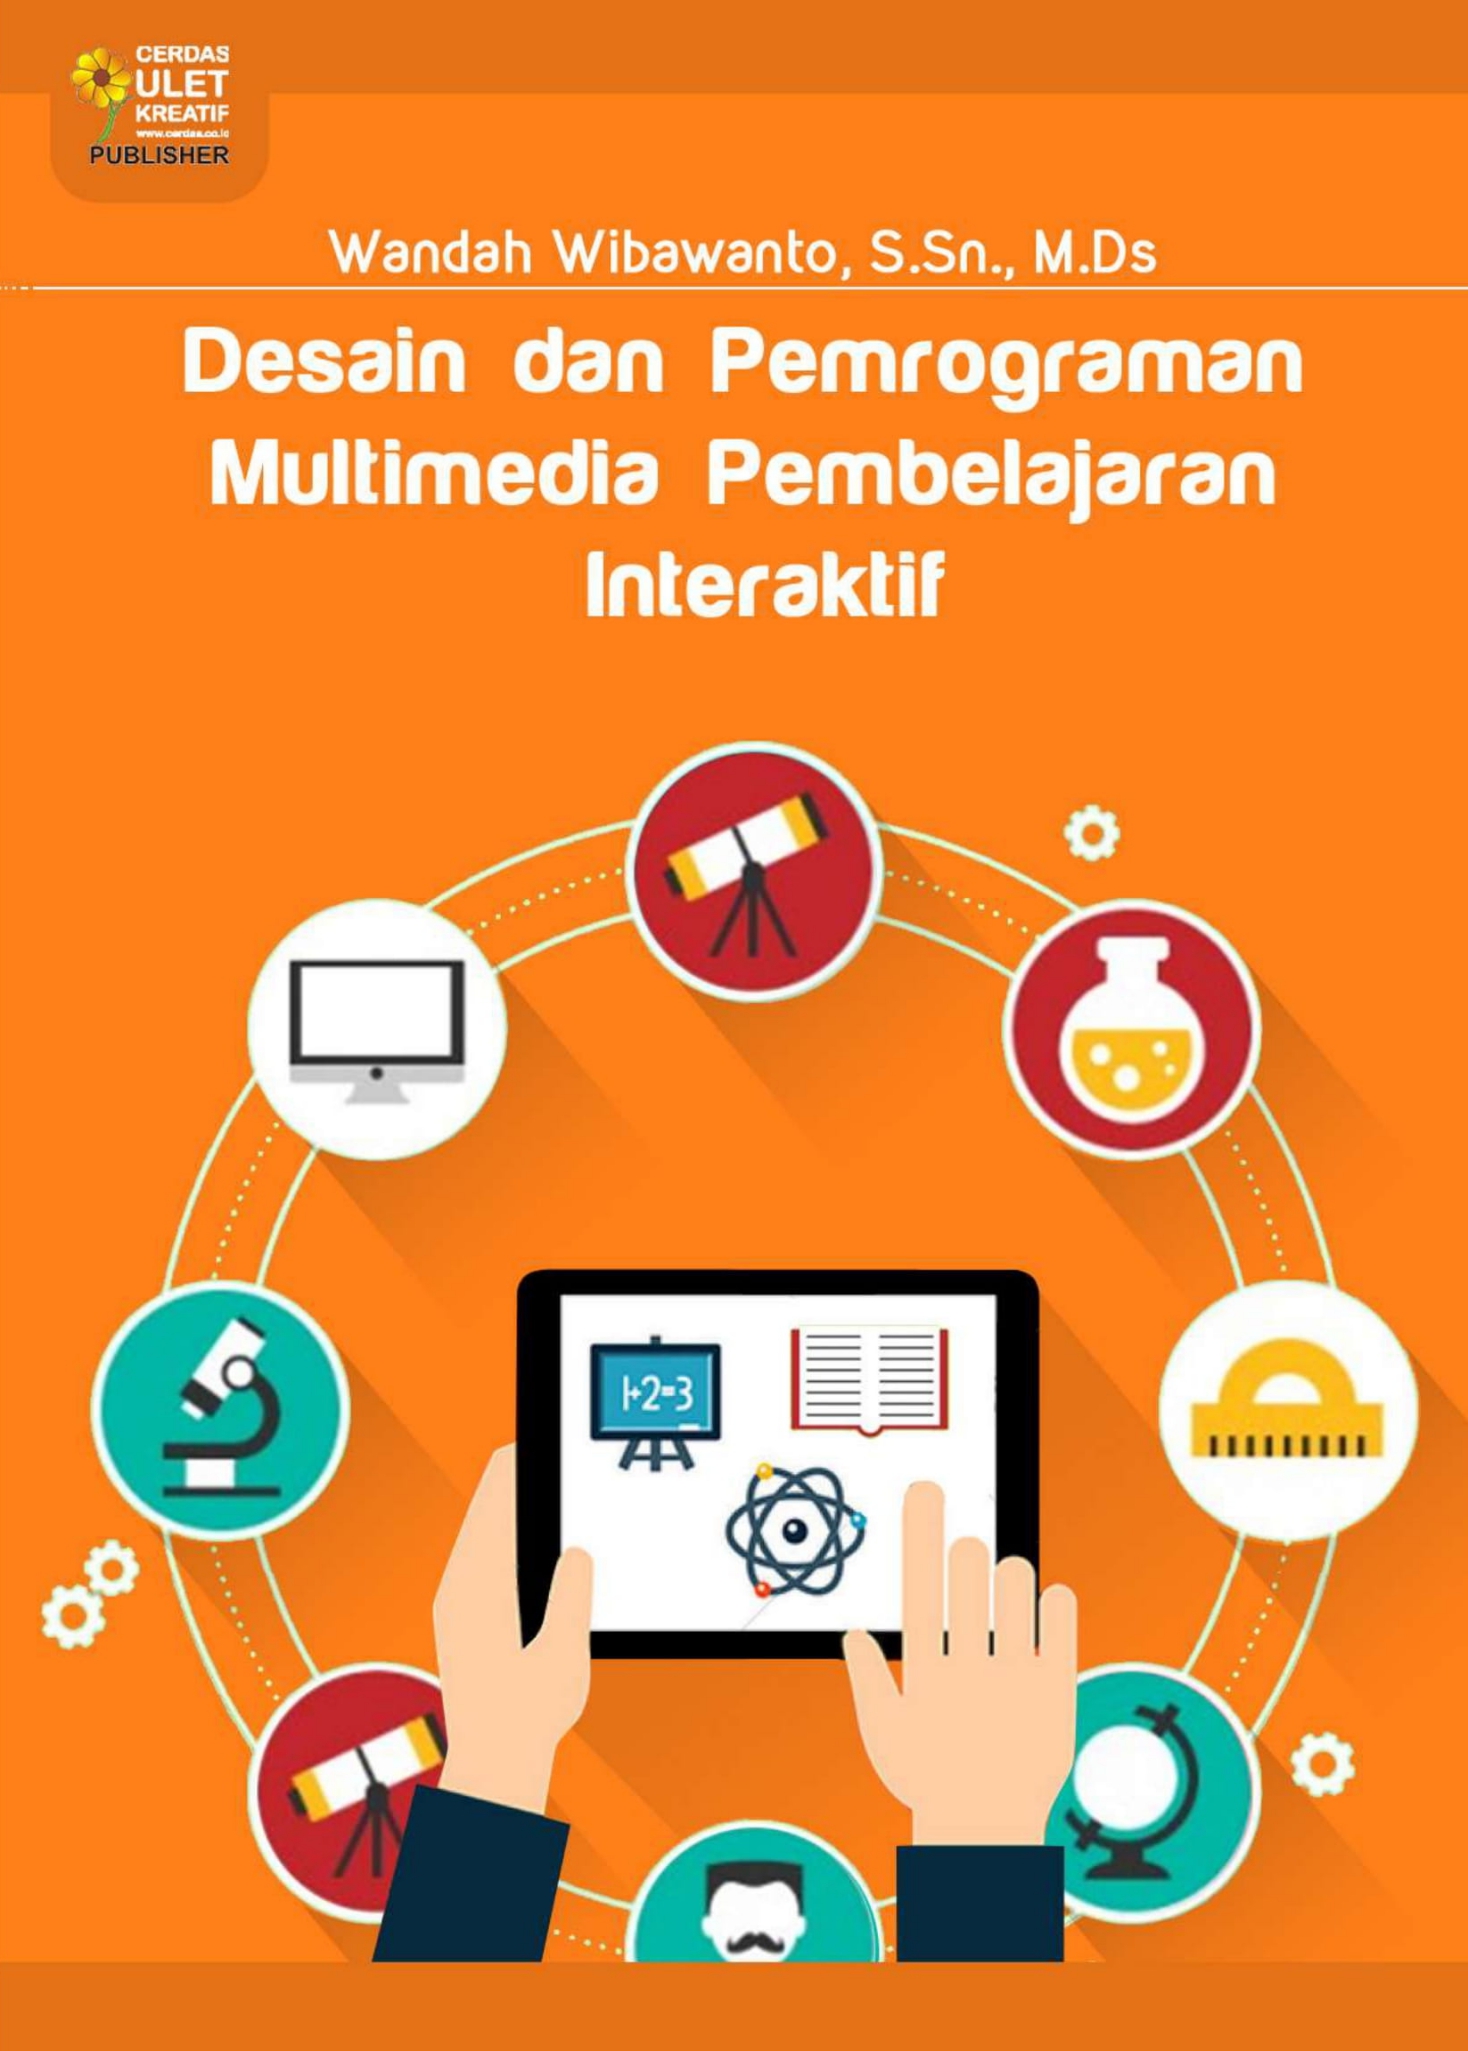 CERDAS
ULET
KREATIF
www.cerdas.co.id
PUBLISHER
Wandah Wibawanto, S.Sn., M.Ds
Desain dan Pemrograman
Multimedia Pembelajaran
Interaktif
1+2=3